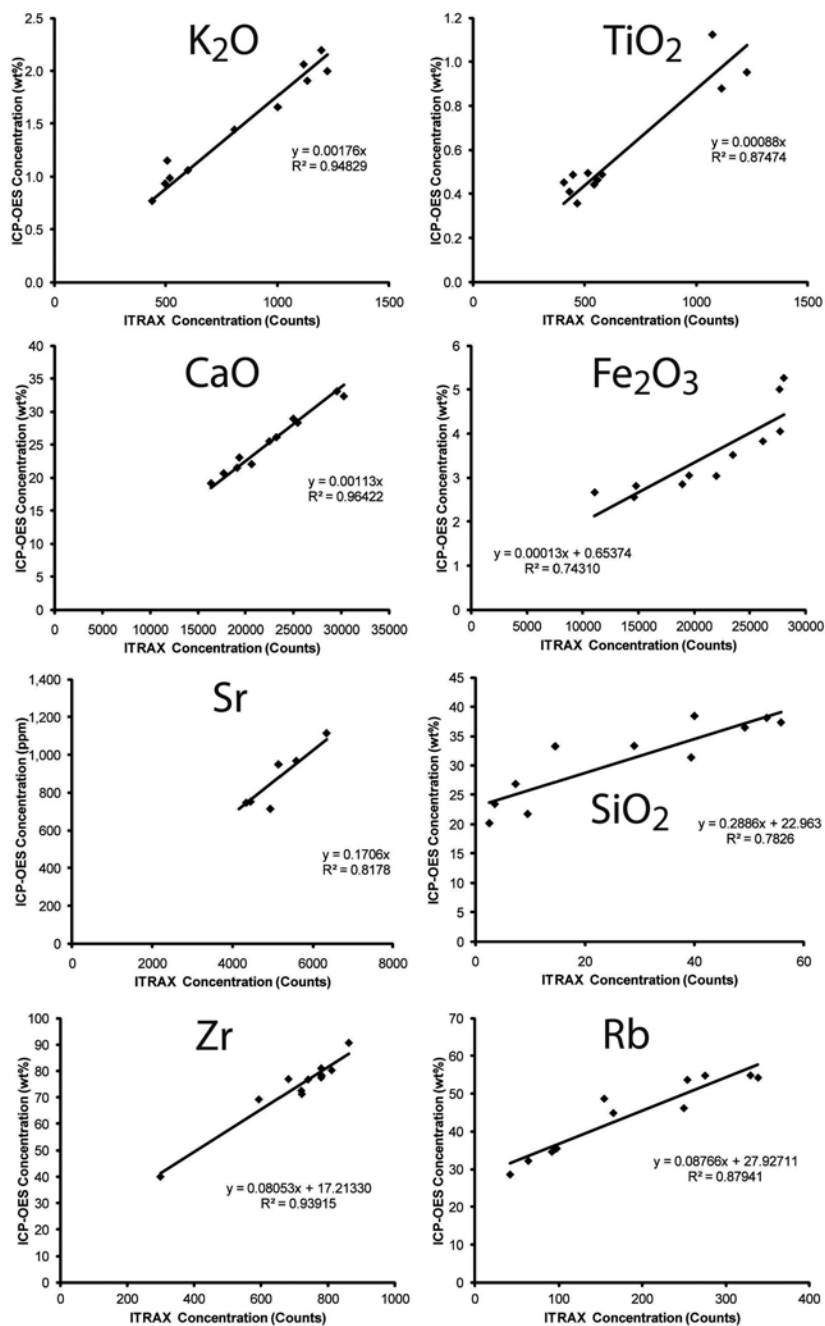 K₂O
ICP-OES Concentration (wt%)
2.5
2.0
1.5
1.0
0.5
0.0
y = 0.00176x
R² = 0.94829
0 500 1000 1500
ITRAX Concentration (Counts)
TiO₂
ICP-OES Concentration (wt%)
1.2
1.0
0.8
0.6
0.4
0.2
0.0
y = 0.00088x
R² = 0.87474
0 500 1000 1500
ITRAX Concentration (Counts)
CaO
ICP-OES Concentration (wt%)
40
35
30
25
20
15
10
5
0
y = 0.00113x
R² = 0.96422
0 5000 10000 15000 20000 25000 30000 35000
ITRAX Concentration (Counts)
Fe₂O₃
ICP-OES Concentration (wt%)
6
5
4
3
2
1
0
y = 0.00013x + 0.65374
R² = 0.74310
0 5000 10000 15000 20000 25000 30000
ITRAX Concentration (Counts)
Sr
ICP-OES Concentration (ppm)
1,400
1,200
1,000
800
600
400
200
0
y = 0.1706x
R² = 0.8178
0 2000 4000 6000 8000
ITRAX Concentration (Counts)
SiO₂
ICP-OES Concentration (wt%)
45
40
35
30
25
20
15
10
5
0
y = 0.2886x + 22.963
R² = 0.7826
0 20 40 60
ITRAX Concentration (Counts)
Zr
ICP-OES Concentration (wt%)
100
90
80
70
60
50
40
30
20
10
0
y = 0.08053x + 17.21330
R² = 0.93915
0 200 400 600 800 1000
ITRAX Concentration (Counts)
Rb
ICP-OES Concentration (wt%)
70
60
50
40
30
20
10
0
y = 0.08766x + 27.92711
R² = 0.87941
0 100 200 300 400
ITRAX Concentration (Counts)